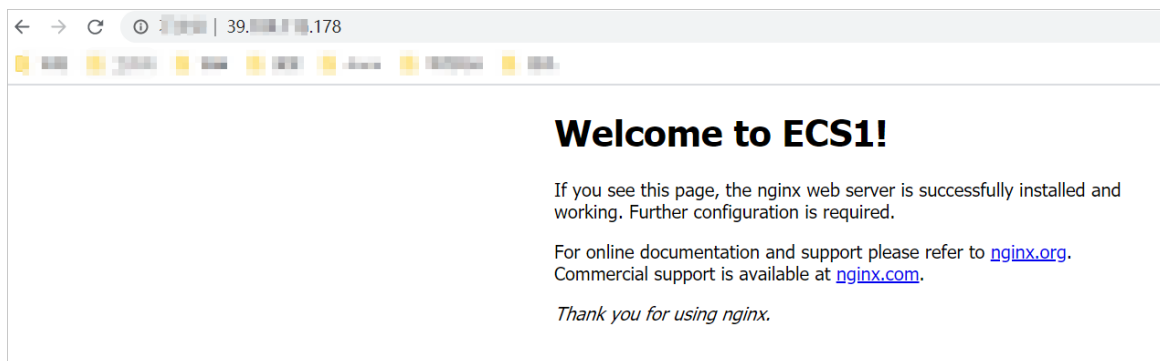 39. .178
Welcome to ECS1!
If you see this page, the nginx web server is successfully installed and
working. Further configuration is required.
For online documentation and support please refer to nginx.org.
Commercial support is available at nginx.com.
Thank you for using nginx.